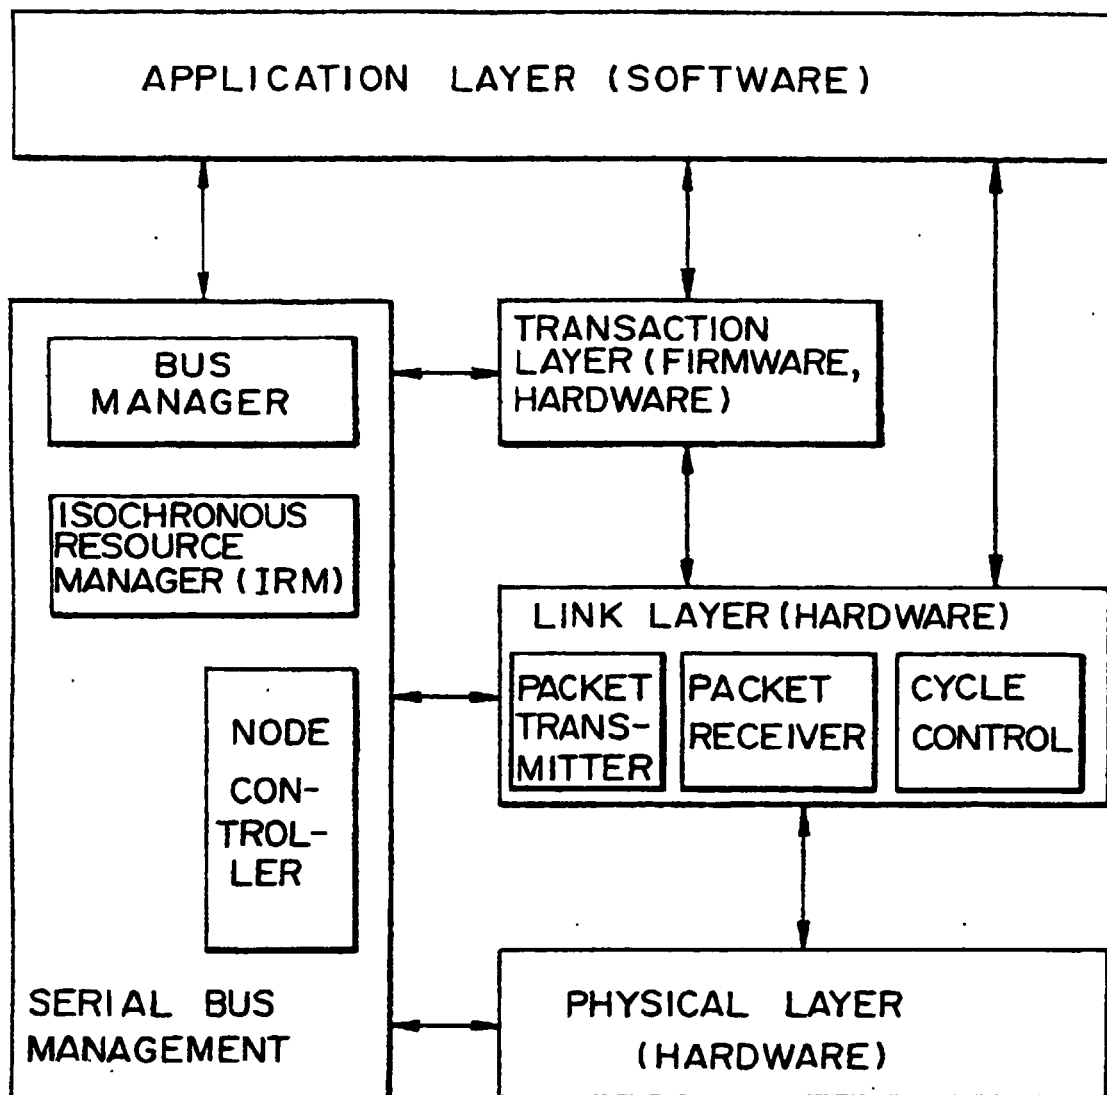 APPLICATION LAYER (SOFTWARE)
BUS
MANAGER
TRANSACTION
LAYER (FIRMWARE,
HARDWARE)
ISOCHRONOUS
RESOURCE
MANAGER (IRM)
LINK LAYER (HARDWARE)
PACKET
TRANS-
MITTER
PACKET
RECEIVER
CYCLE
CONTROL
NODE
CON-
TROL-
LER
SERIAL BUS
MANAGEMENT
PHYSICAL LAYER
(HARDWARE)